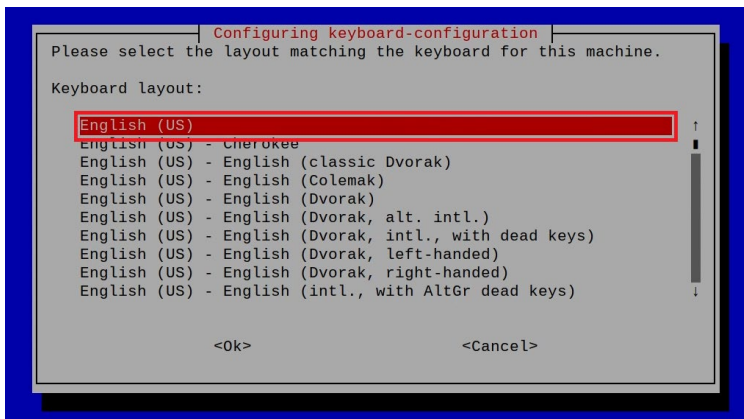 Configuring keyboard-configuration
Please select the layout matching the keyboard for this machine.
Keyboard layout:
English (US)
English (US) - Cherokee
English (US) - English (classic Dvorak)
English (US) - English (Colemak)
English (US) - English (Dvorak)
English (US) - English (Dvorak, alt. intl.)
English (US) - English (Dvorak, intl., with dead keys)
English (US) - English (Dvorak, left-handed)
English (US) - English (Dvorak, right-handed)
English (US) - English (intl., with AltGr dead keys)
<Ok> <Cancel>